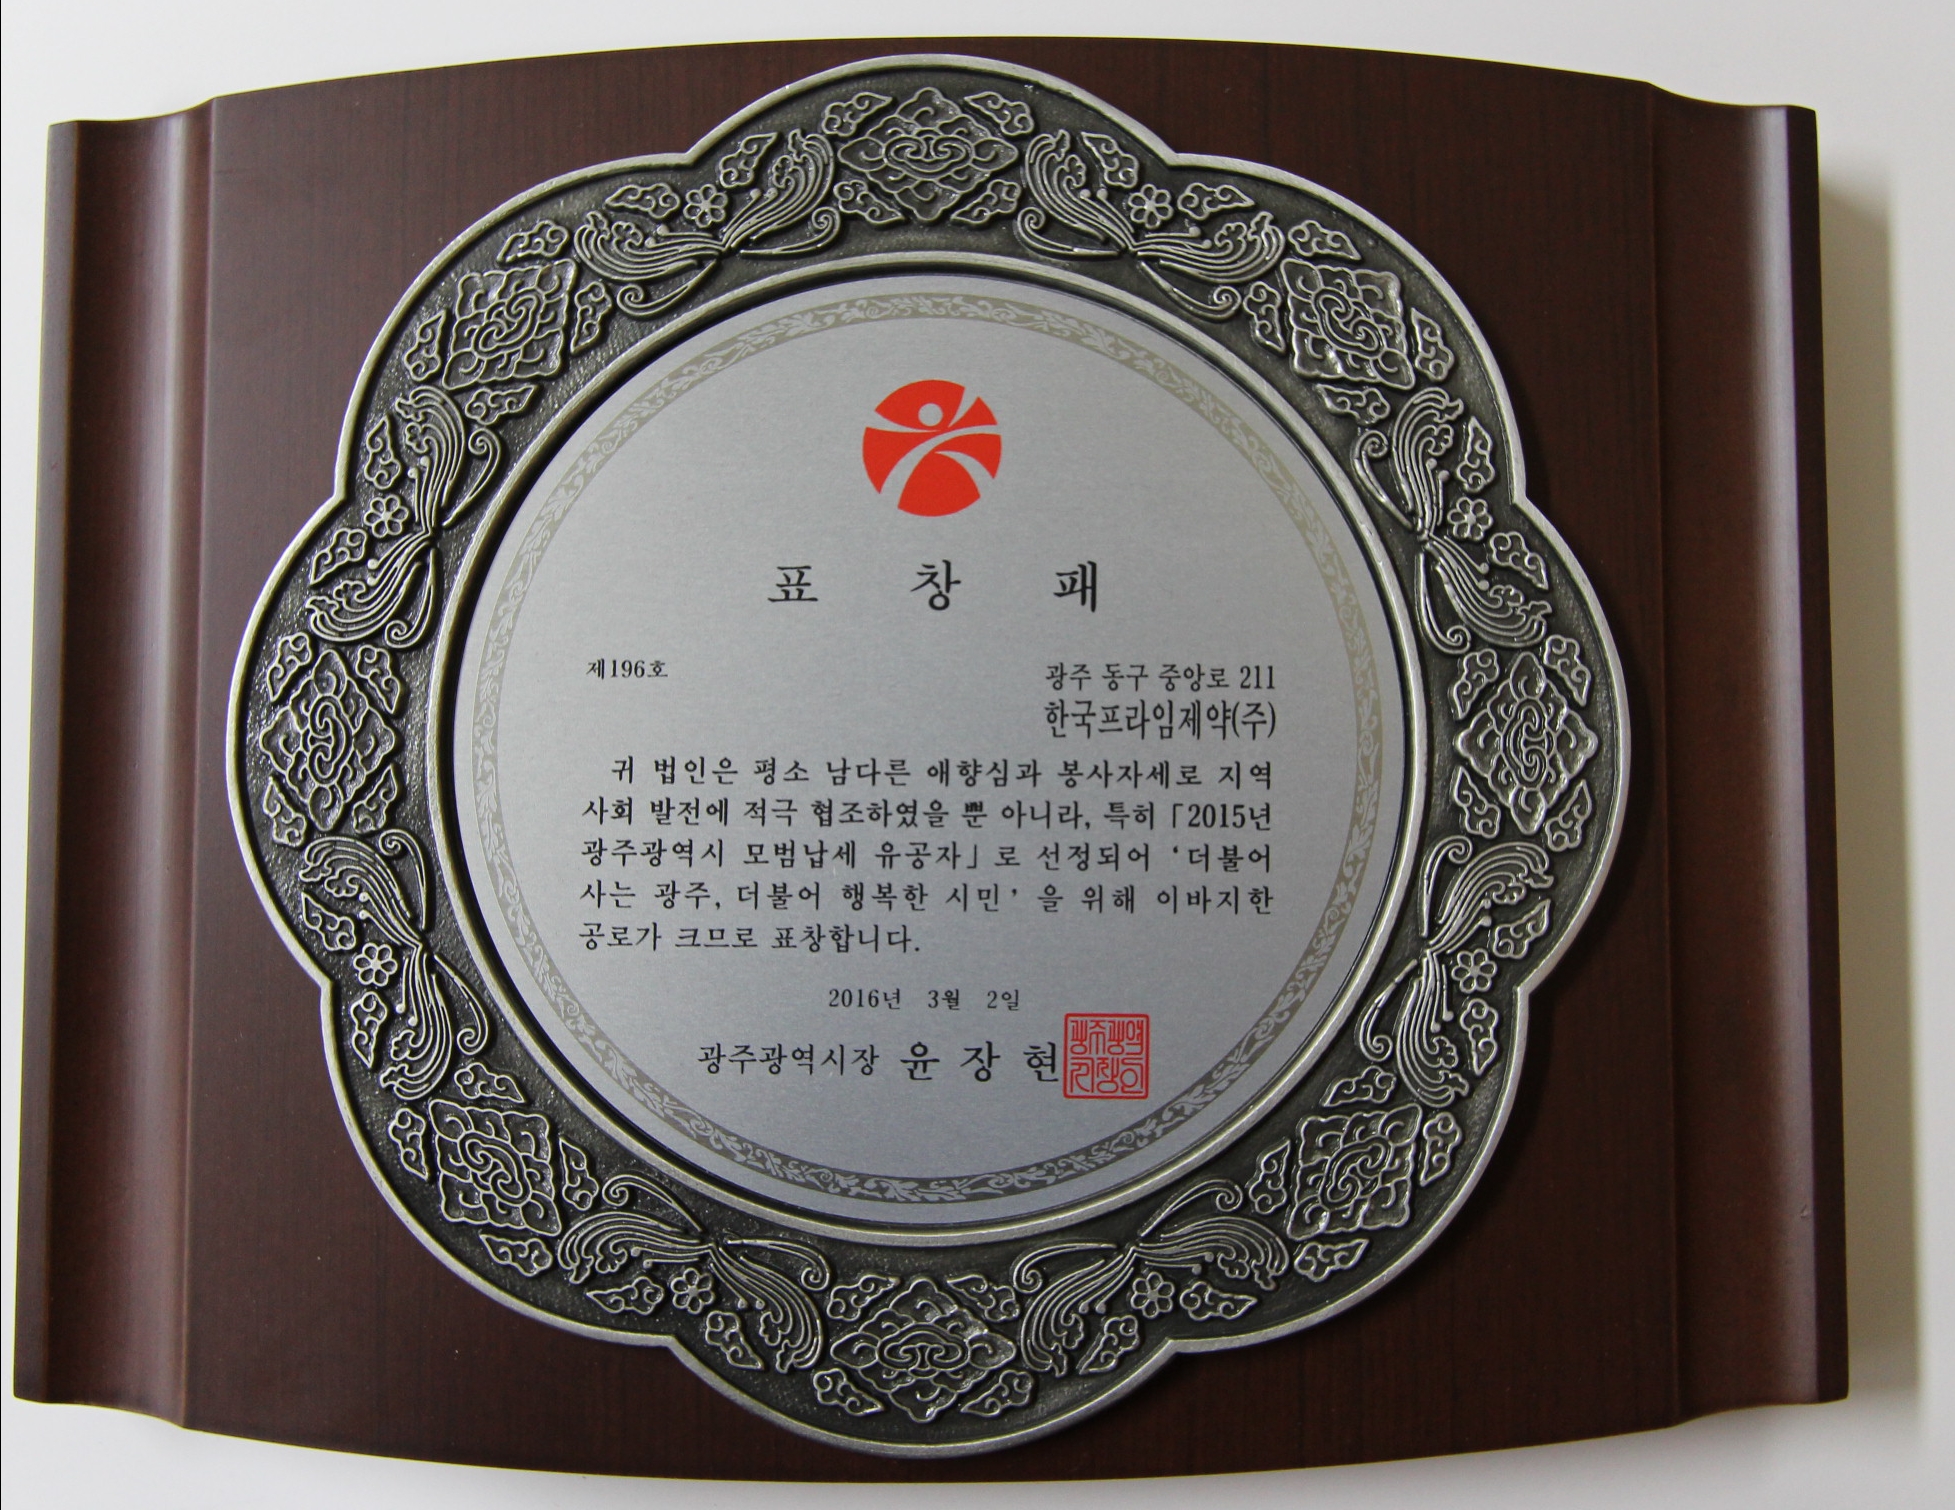 표 창 패
제196호
광주 동구 중앙로 211
한국프라임제약(주)
귀 법인은 평소 남다른 애향심과 봉사자세로 지역
사회 발전에 적극 협조하였을 뿐 아니라, 특히 「2015년
광주광역시 모범납세 유공자」로 선정되어 '더불어
사는 광주, 더불어 행복한 시민' 을 위해 이바지한
공로가 크므로 표창합니다.
2016년 3월 2일
광주광역시장 윤 장 현
광주광역
시장인